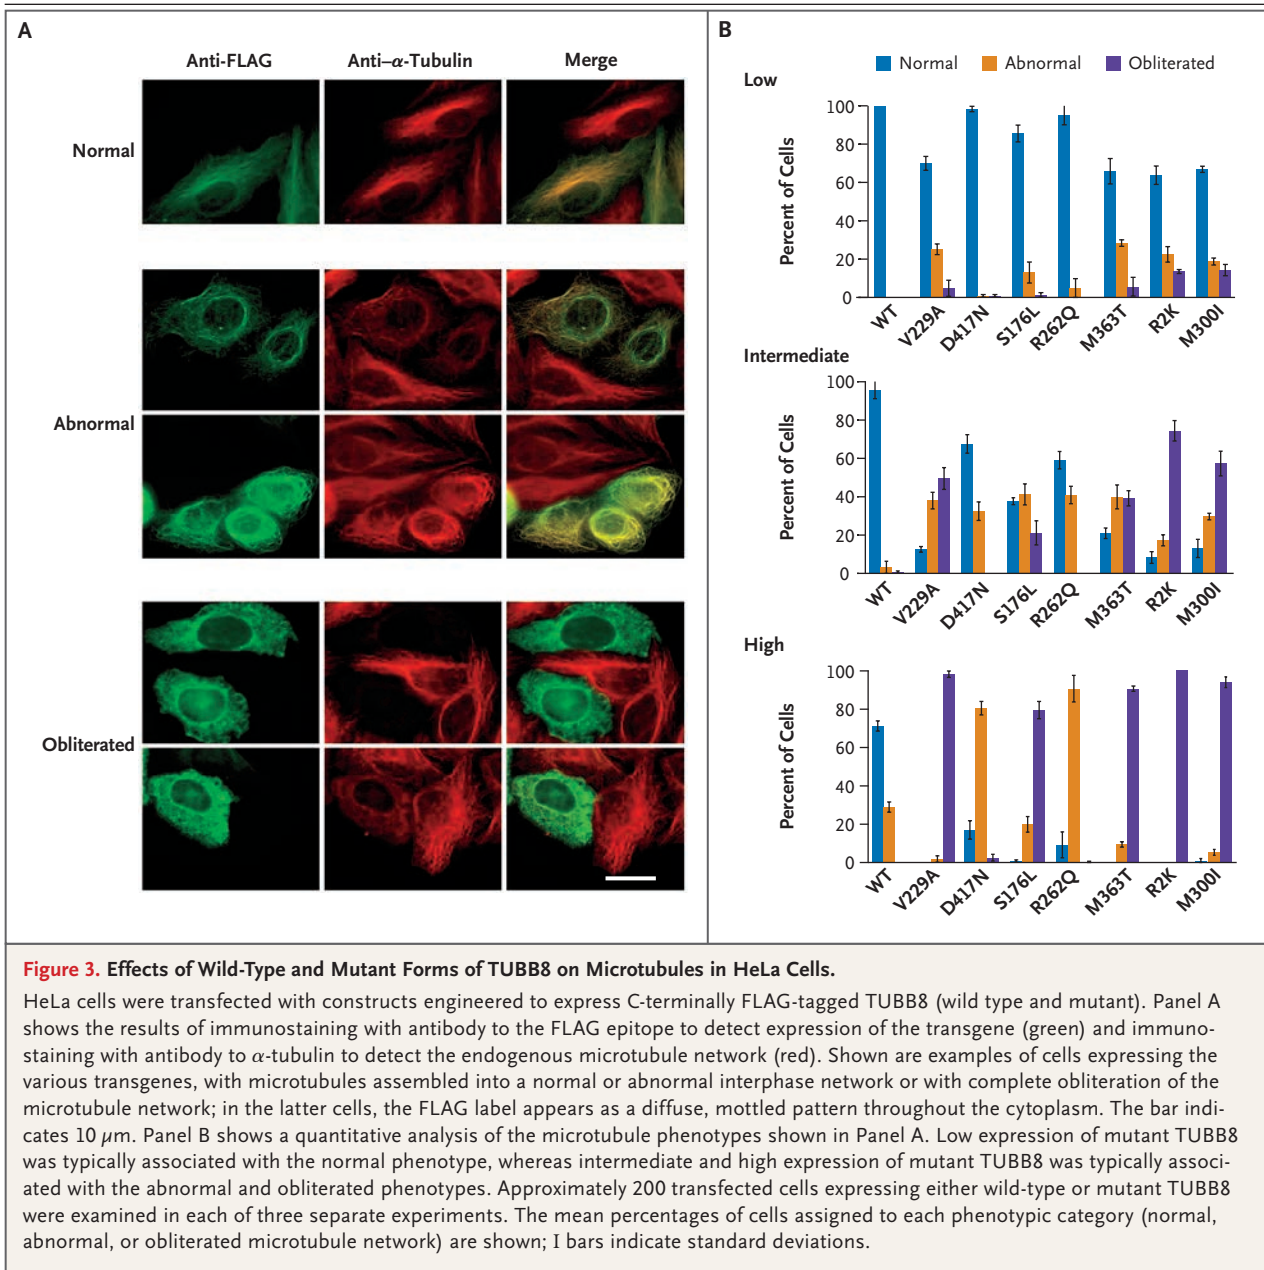 A
Anti-FLAG
Anti–α-Tubulin
Merge
Normal
Abnormal
Obliterated
B
Normal
Abnormal
Obliterated
Low
Percent of Cells
100
80
60
40
20
0
WT
V229A
D417N
S176L
R262Q
M363T
R2K
M300I
Intermediate
Percent of Cells
100
80
60
40
20
0
WT
V229A
D417N
S176L
R262Q
M363T
R2K
M300I
High
Percent of Cells
100
80
60
40
20
0
WT
V229A
D417N
S176L
R262Q
M363T
R2K
M300I
Figure 3. Effects of Wild-Type and Mutant Forms of TUBB8 on Microtubules in HeLa Cells.
HeLa cells were transfected with constructs engineered to express C-terminally FLAG-tagged TUBB8 (wild type and mutant). Panel A
shows the results of immunostaining with antibody to the FLAG epitope to detect expression of the transgene (green) and immuno-
staining with antibody to α-tubulin to detect the endogenous microtubule network (red). Shown are examples of cells expressing the
various transgenes, with microtubules assembled into a normal or abnormal interphase network or with complete obliteration of the
microtubule network; in the latter cells, the FLAG label appears as a diffuse, mottled pattern throughout the cytoplasm. The bar indi-
cates 10 μm. Panel B shows a quantitative analysis of the microtubule phenotypes shown in Panel A. Low expression of mutant TUBB8
was typically associated with the normal phenotype, whereas intermediate and high expression of mutant TUBB8 was typically associ-
ated with the abnormal and obliterated phenotypes. Approximately 200 transfected cells expressing either wild-type or mutant TUBB8
were examined in each of three separate experiments. The mean percentages of cells assigned to each phenotypic category (normal,
abnormal, or obliterated microtubule network) are shown; I bars indicate standard deviations.